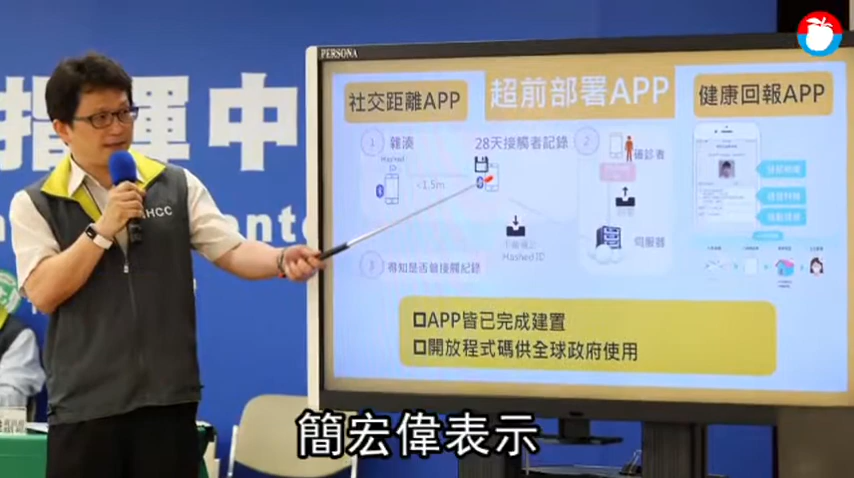 PERSONA
指揮中
社交距離APP
超前部署APP
健康回報APP
1
雜湊
Hashed
ID
<1.5m
28天接觸者記錄
2
確診者
Hashed ID
伺服器
3
得知是否曾接觸紀錄
APP皆已完成建置
開放程式碼供全球政府使用
HCC
簡宏偉表示